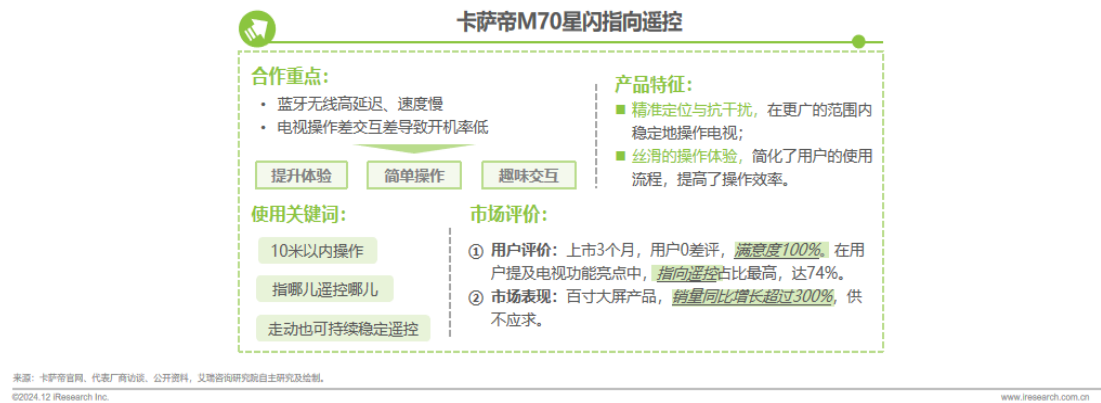 卡萨帝M70星闪指向遥控
合作重点：
• 蓝牙无线高延迟、速度慢
• 电视操作差交互差导致开机率低
提升体验
简单操作
趣味交互
产品特征：
■ 精准定位与抗干扰，在更广的范围内
稳定地操作电视；
■ 丝滑的操作体验，简化了用户的使用
流程，提高了操作效率。
使用关键词：
10米以内操作
指哪儿遥控哪儿
走动也可持续稳定遥控
市场评价：
① 用户评价：上市3个月，用户0差评，满意度100%。在用
户提及电视功能亮点中，指向遥控占比最高，达74%。
② 市场表现：百寸大屏产品，销量同比增长超过300%，供
不应求。
来源：卡萨帝官网、代表厂商访谈、公开资料，艾瑞咨询研究院自主研究及绘制。
©2024.12 iResearch Inc.
www.iresearch.com.cn